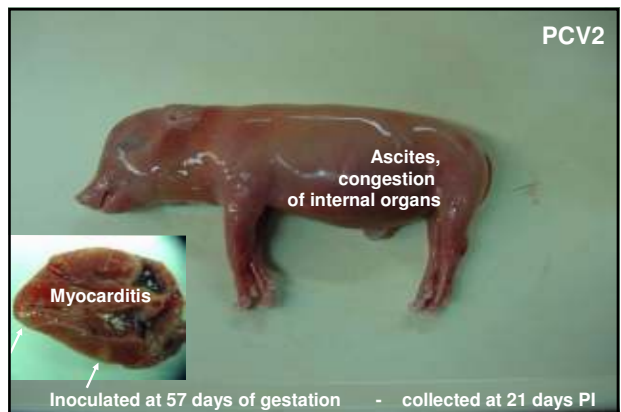 PCV2
Ascites,
congestion
of internal organs
Myocarditis
Inoculated at 57 days of gestation - collected at 21 days PI